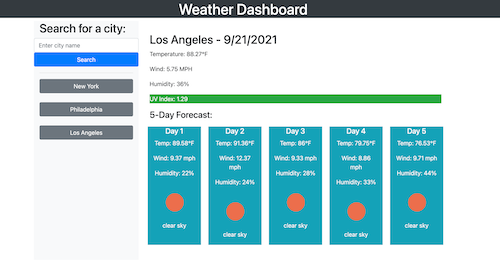 Weather Dashboard
Search for a city:
Enter city name
Search
New York
Philadelphia
Los Angeles
Los Angeles - 9/21/2021
Temperature: 88.27°F
Wind: 5.75 MPH
Humidity: 36%
UV Index: 1.29
5-Day Forecast:
Day 1
Temp: 89.58°F
Wind: 9.37 mph
Humidity: 22%
clear sky
Day 2
Temp: 91.36°F
Wind: 12.37
mph
Humidity: 24%
clear sky
Day 3
Temp: 86°F
Wind: 9.33 mph
Humidity: 28%
clear sky
Day 4
Temp: 79.75°F
Wind: 8.86
mph
Humidity: 33%
clear sky
Day 5
Temp: 76.53°F
Wind: 9.71 mph
Humidity: 44%
clear sky